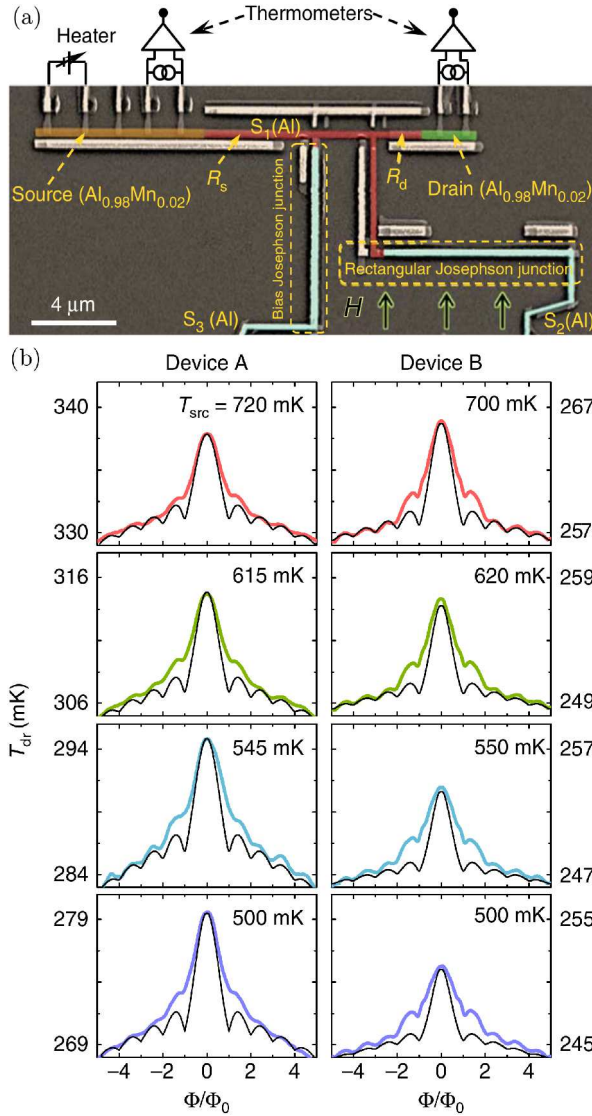 (a)
Thermometers
Heater
S₁(Al)
Rₛ
R_d
Source (Al₀.₉₈Mn₀.₀₂)
Drain (Al₀.₉₈Mn₀.₀₂)
Bias Josephson junction
Rectangular Josephson junction
H
4 μm
S₃ (Al)
S₂(Al)
(b)
Device A
Device B
340
T_src = 720 mK
700 mK
267
330
257
316
615 mK
620 mK
259
306
249
T_dr (mK)
294
545 mK
550 mK
257
284
247
279
500 mK
500 mK
255
269
245
−4 −2 0 2 4
−4 −2 0 2 4
Φ/Φ₀
Φ/Φ₀